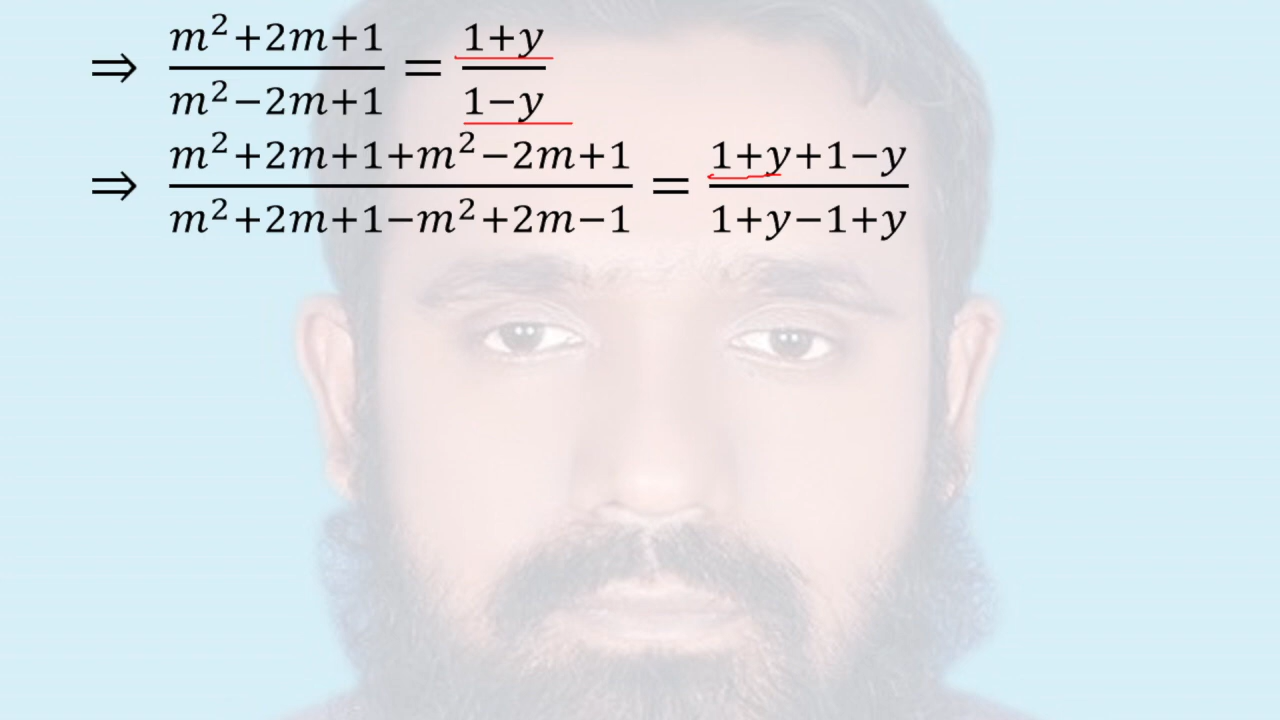 ⇒ (m²+2m+1)/(m²−2m+1) = (1+y)/(1−y)
⇒ (m²+2m+1+m²−2m+1)/(m²+2m+1−m²+2m−1) = (1+y+1−y)/(1+y−1+y)